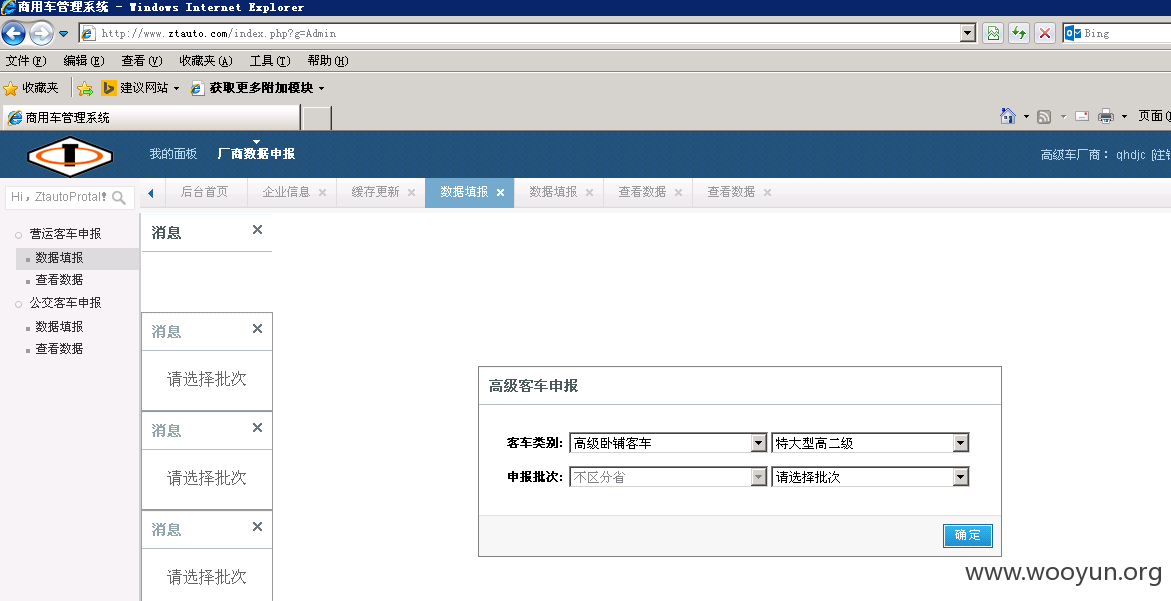 商用车管理系统 - Windows Internet Explorer
http://www.ztauto.com/index.php?g=Admin
Bing
文件(F) 编辑(E) 查看(V) 收藏夹(A) 工具(T) 帮助(H)
收藏夹 建议网站 获取更多附加模块
商用车管理系统
页面(
我的面板 厂商数据申报
高级车厂商： qhdjc [注
Hi，ZtautoProtal!
后台首页 企业信息 缓存更新 数据填报 数据填报 查看数据 查看数据
营运客车申报
数据填报
查看数据
公交客车申报
数据填报
查看数据
消息
消息
请选择批次
消息
请选择批次
消息
请选择批次
高级客车申报
客车类别: 高级卧铺客车 特大型高二级
申报批次: 不区分省 请选择批次
确定
www.wooyun.org